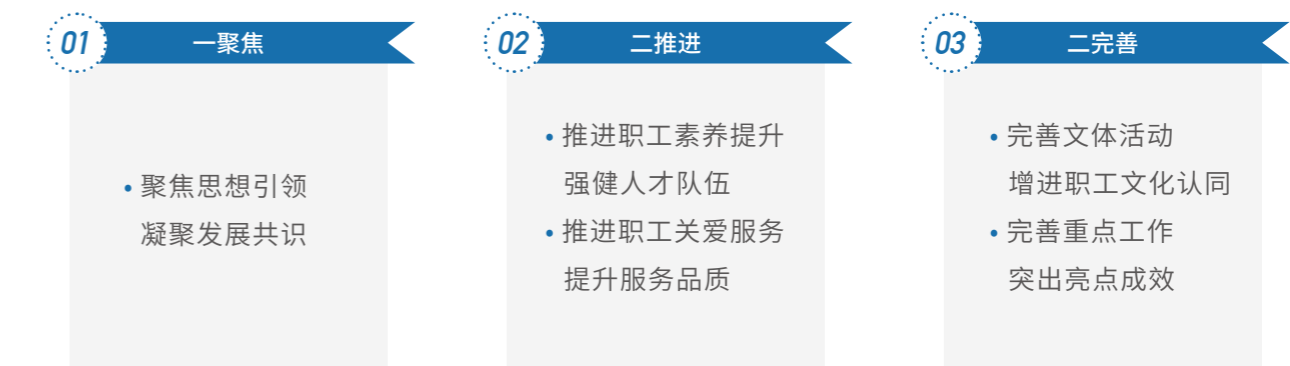 01 一聚焦
• 聚焦思想引领
凝聚发展共识
02 二推进
• 推进职工素养提升
强健人才队伍
• 推进职工关爱服务
提升服务品质
03 二完善
• 完善文体活动
增进职工文化认同
• 完善重点工作
突出亮点成效